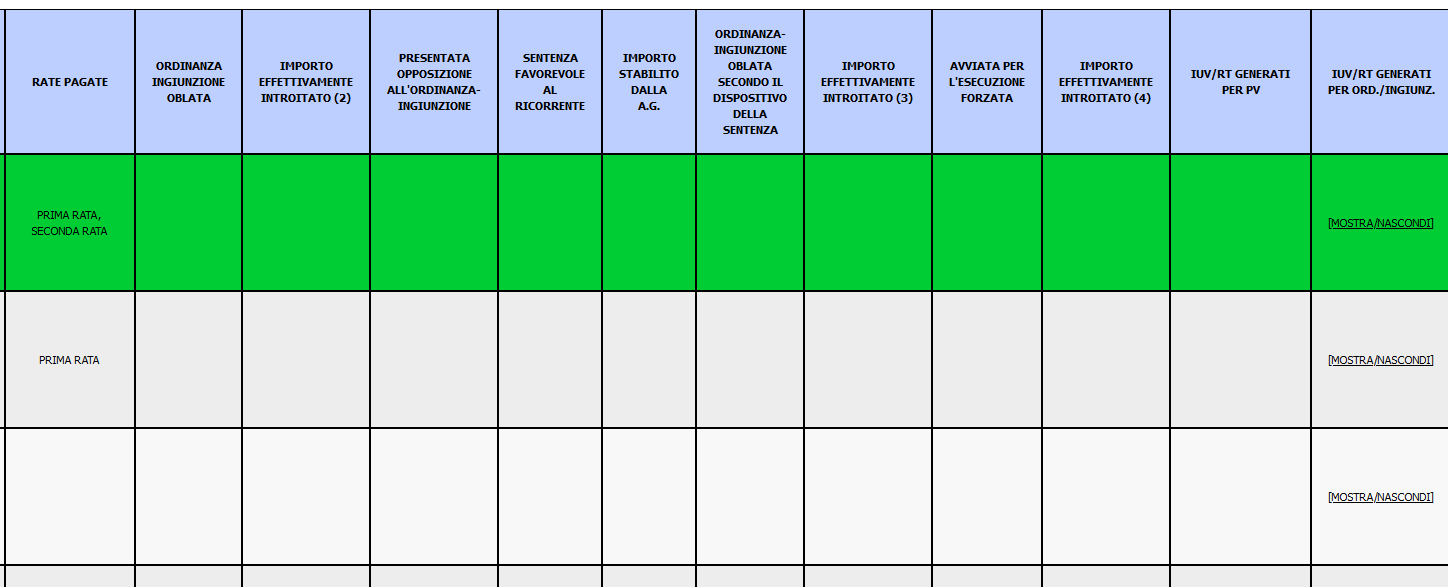 RATE PAGATE
ORDINANZA
INGIUNZIONE
OBLATA
IMPORTO
EFFETTIVAMENTE
INTROITATO (2)
PRESENTATA
OPPOSIZIONE
ALL'ORDINANZA-
INGIUNZIONE
SENTENZA
FAVOREVOLE
AL
RICORRENTE
IMPORTO
STABILITO
DALLA
A.G.
ORDINANZA-
INGIUNZIONE
OBLATA
SECONDO IL
DISPOSITIVO
DELLA
SENTENZA
IMPORTO
EFFETTIVAMENTE
INTROITATO (3)
AVVIATA PER
L'ESECUZIONE
FORZATA
IMPORTO
EFFETTIVAMENTE
INTROITATO (4)
IUV/RT GENERATI
PER PV
IUV/RT GENERATI
PER ORD./INGIUNZ.
PRIMA RATA,
SECONDA RATA
[MOSTRA/NASCONDI]
PRIMA RATA
[MOSTRA/NASCONDI]
[MOSTRA/NASCONDI]